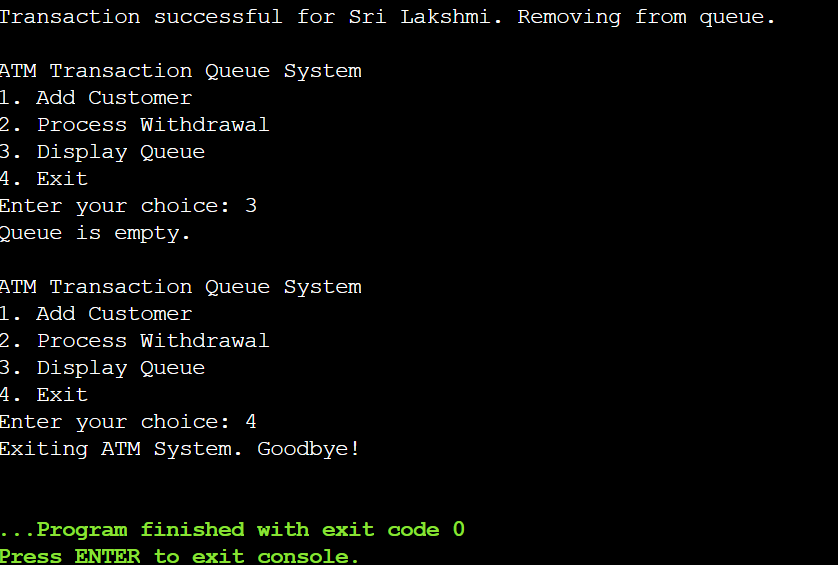 Transaction successful for Sri Lakshmi. Removing from queue.
ATM Transaction Queue System
1. Add Customer
2. Process Withdrawal
3. Display Queue
4. Exit
Enter your choice: 3
Queue is empty.
ATM Transaction Queue System
1. Add Customer
2. Process Withdrawal
3. Display Queue
4. Exit
Enter your choice: 4
Exiting ATM System. Goodbye!
...Program finished with exit code 0
Press ENTER to exit console.